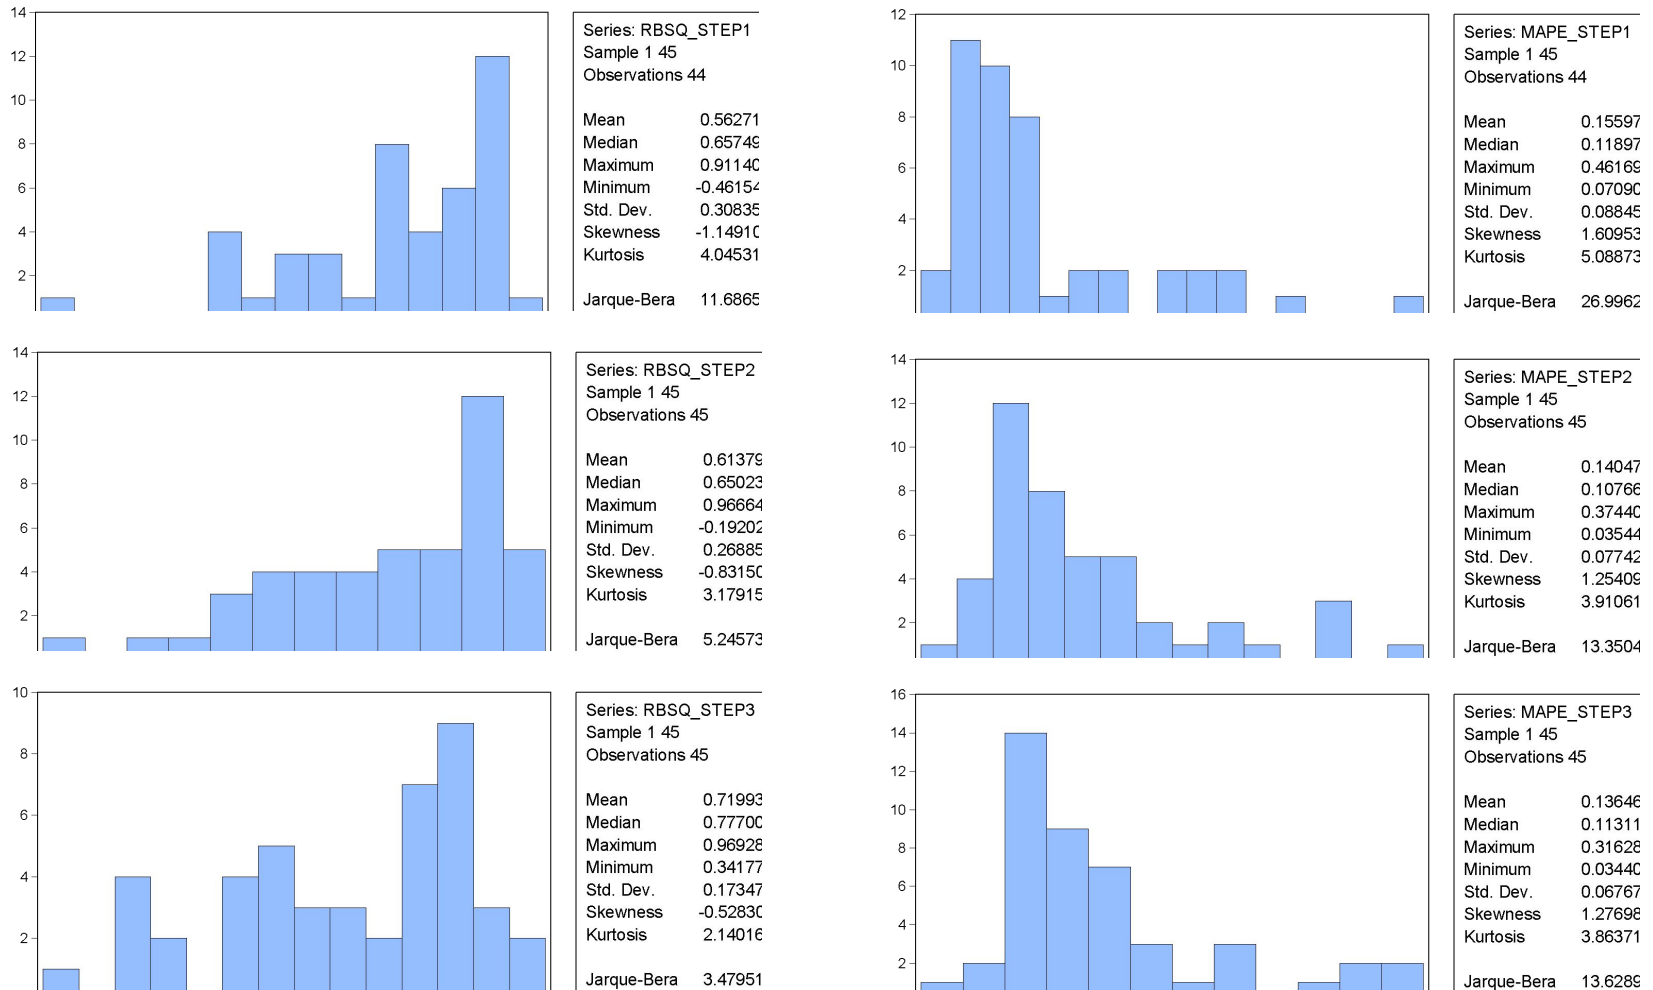 14
12
10
8
6
4
2
Series: RBSQ_STEP1
Sample 1 45
Observations 44
Mean 0.56271
Median 0.65749
Maximum 0.91140
Minimum -0.46154
Std. Dev. 0.30835
Skewness -1.14910
Kurtosis 4.04531
Jarque-Bera 11.6865
12
10
8
6
4
2
Series: MAPE_STEP1
Sample 1 45
Observations 44
Mean 0.15597
Median 0.11897
Maximum 0.46169
Minimum 0.07090
Std. Dev. 0.08845
Skewness 1.60953
Kurtosis 5.08873
Jarque-Bera 26.9962
14
12
10
8
6
4
2
Series: RBSQ_STEP2
Sample 1 45
Observations 45
Mean 0.61379
Median 0.65023
Maximum 0.96664
Minimum -0.19202
Std. Dev. 0.26885
Skewness -0.83150
Kurtosis 3.17915
Jarque-Bera 5.24573
14
12
10
8
6
4
2
Series: MAPE_STEP2
Sample 1 45
Observations 45
Mean 0.14047
Median 0.10766
Maximum 0.37440
Minimum 0.03544
Std. Dev. 0.07742
Skewness 1.25409
Kurtosis 3.91061
Jarque-Bera 13.3504
10
8
6
4
2
Series: RBSQ_STEP3
Sample 1 45
Observations 45
Mean 0.71993
Median 0.77700
Maximum 0.96928
Minimum 0.34177
Std. Dev. 0.17347
Skewness -0.52830
Kurtosis 2.14016
Jarque-Bera 3.47951
16
14
12
10
8
6
4
2
Series: MAPE_STEP3
Sample 1 45
Observations 45
Mean 0.13646
Median 0.11311
Maximum 0.31628
Minimum 0.03440
Std. Dev. 0.06767
Skewness 1.27698
Kurtosis 3.86371
Jarque-Bera 13.6289